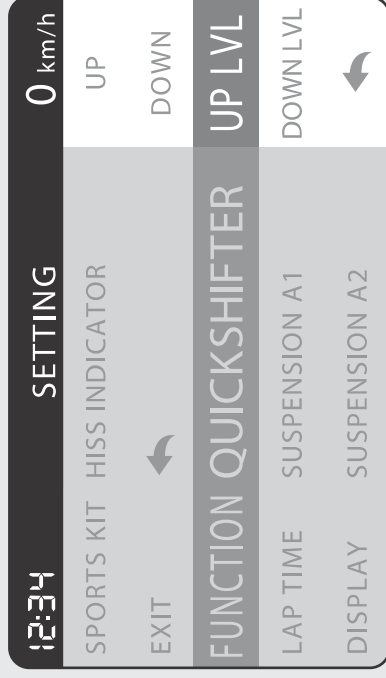 12:34 SETTING 0 km/h
SPORTS KIT HISS INDICATOR UP
EXIT DOWN
FUNCTION QUICKSHIFTER UP LVL
LAP TIME SUSPENSION A1 DOWN LVL
DISPLAY SUSPENSION A2